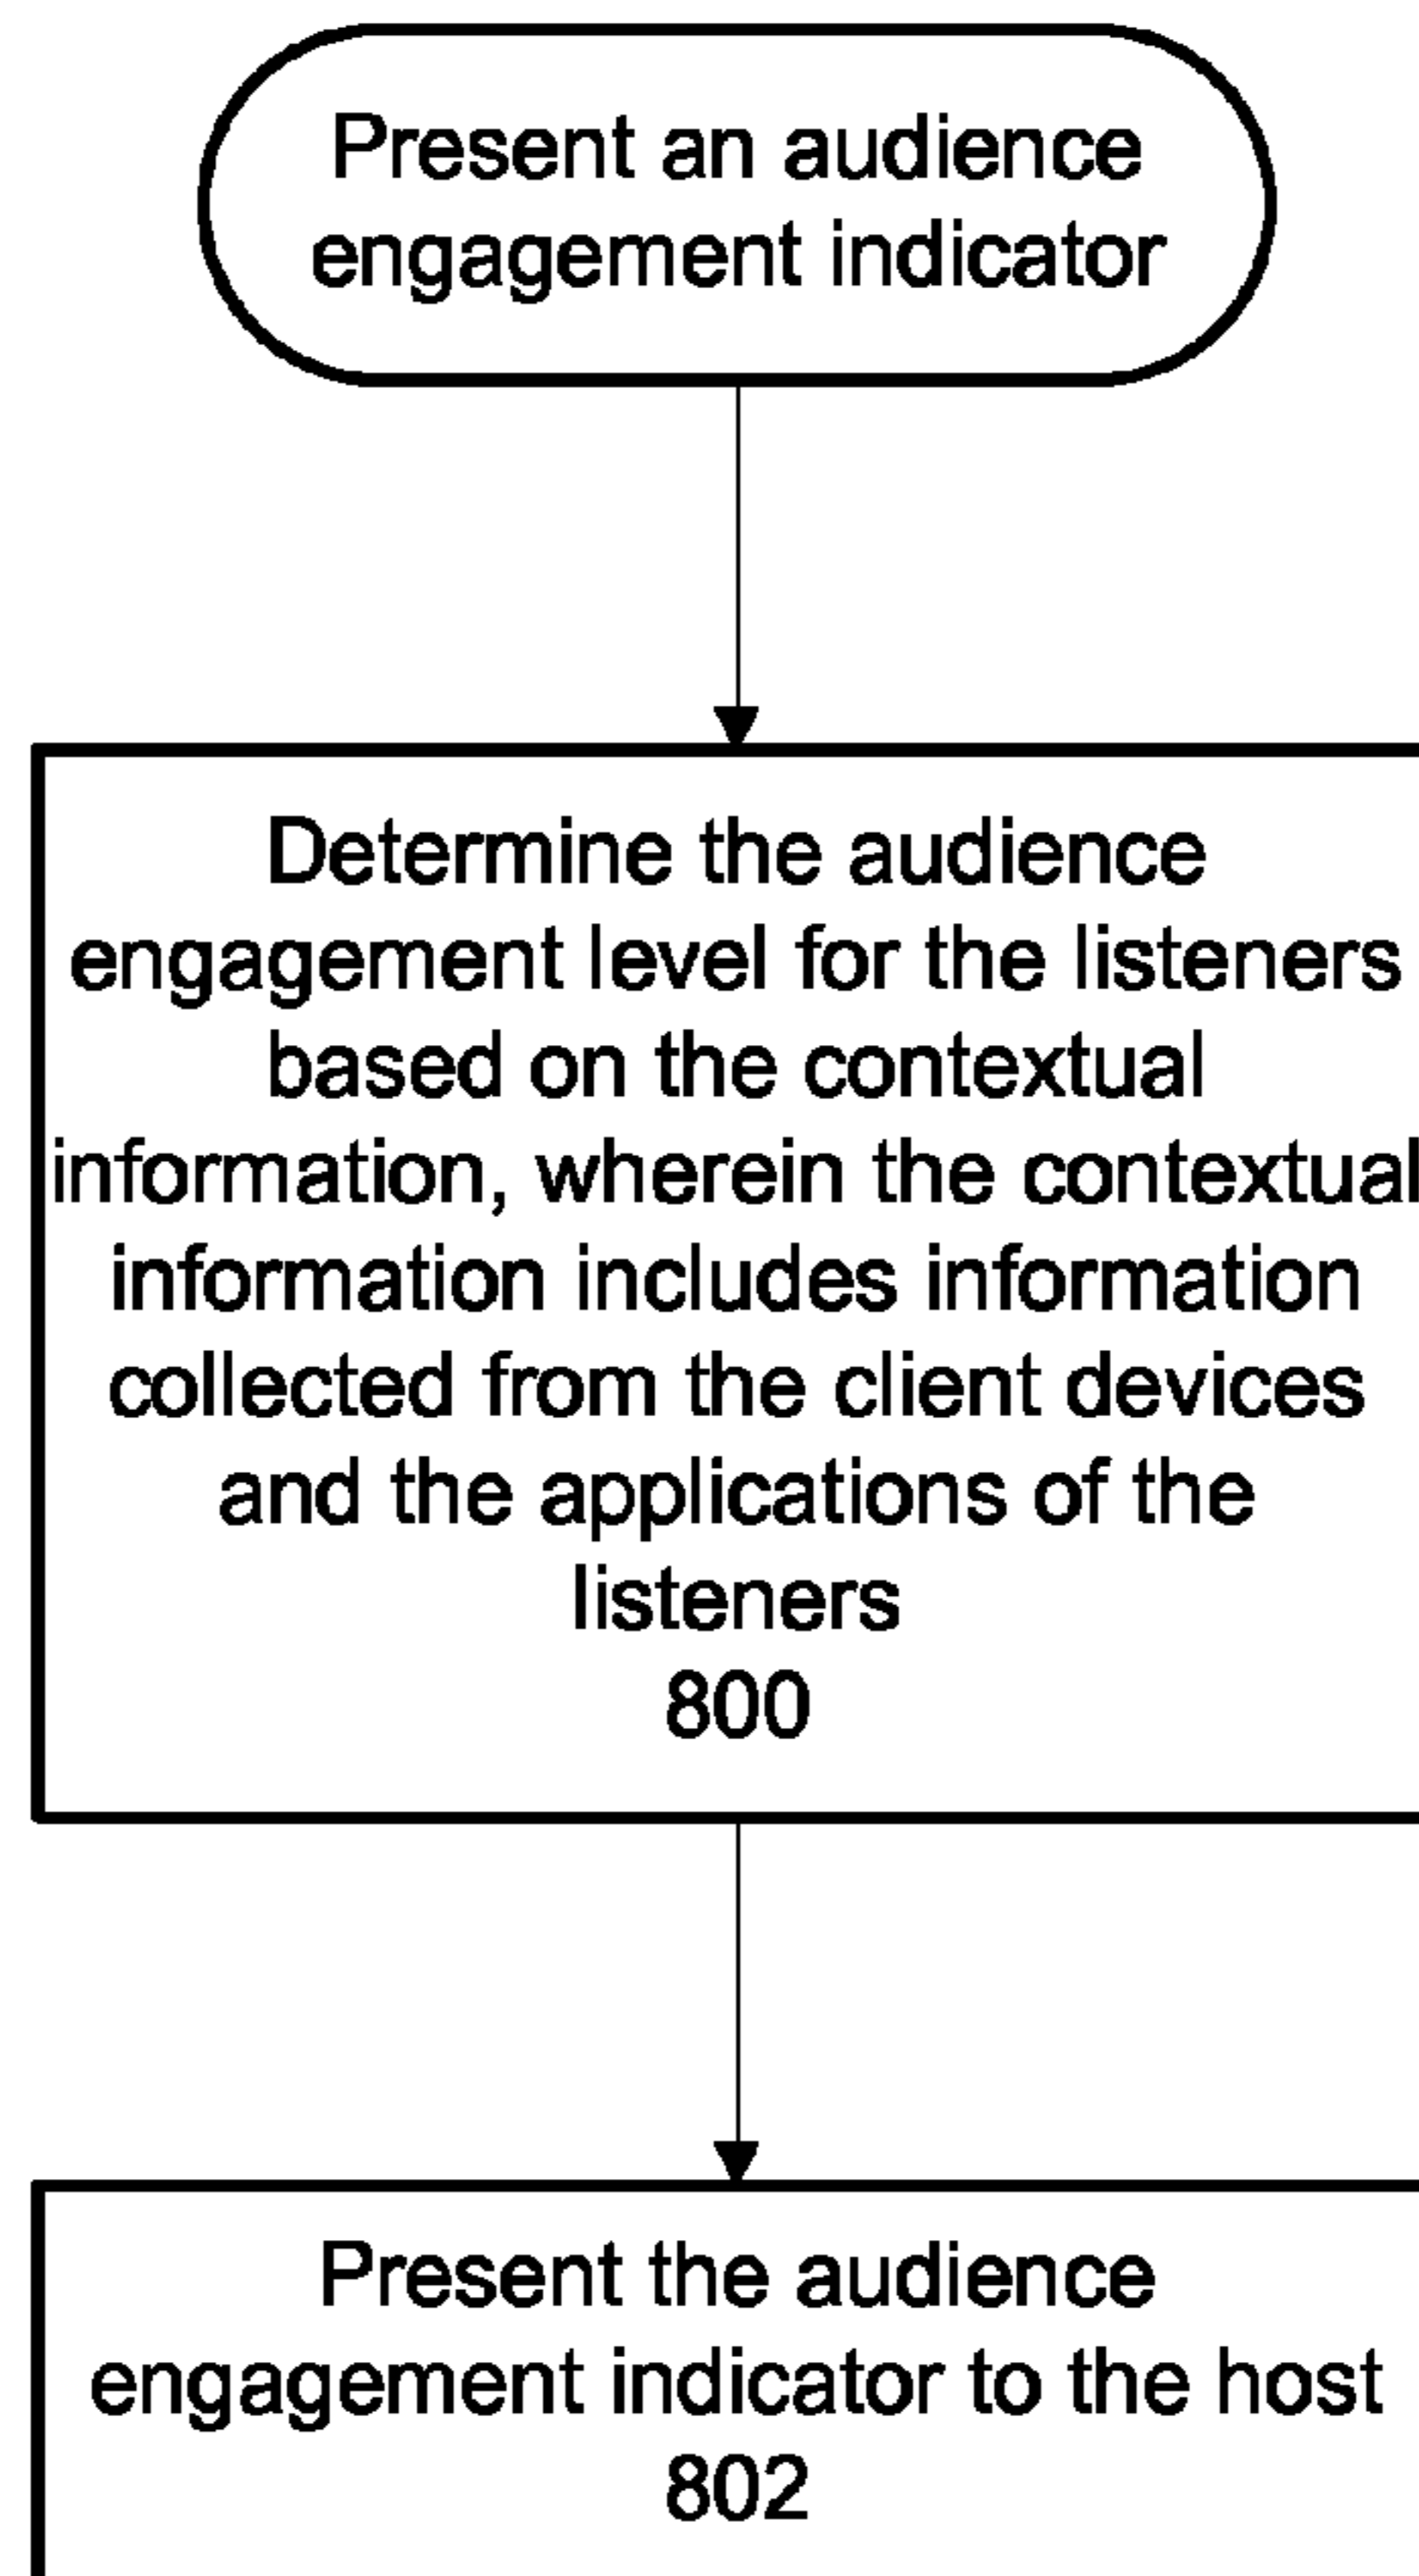 Present an audience
engagement indicator
Determine the audience
engagement level for the listeners
based on the contextual
information, wherein the contextual
information includes information
collected from the client devices
and the applications of the
listeners
800
Present the audience
engagement indicator to the host
802